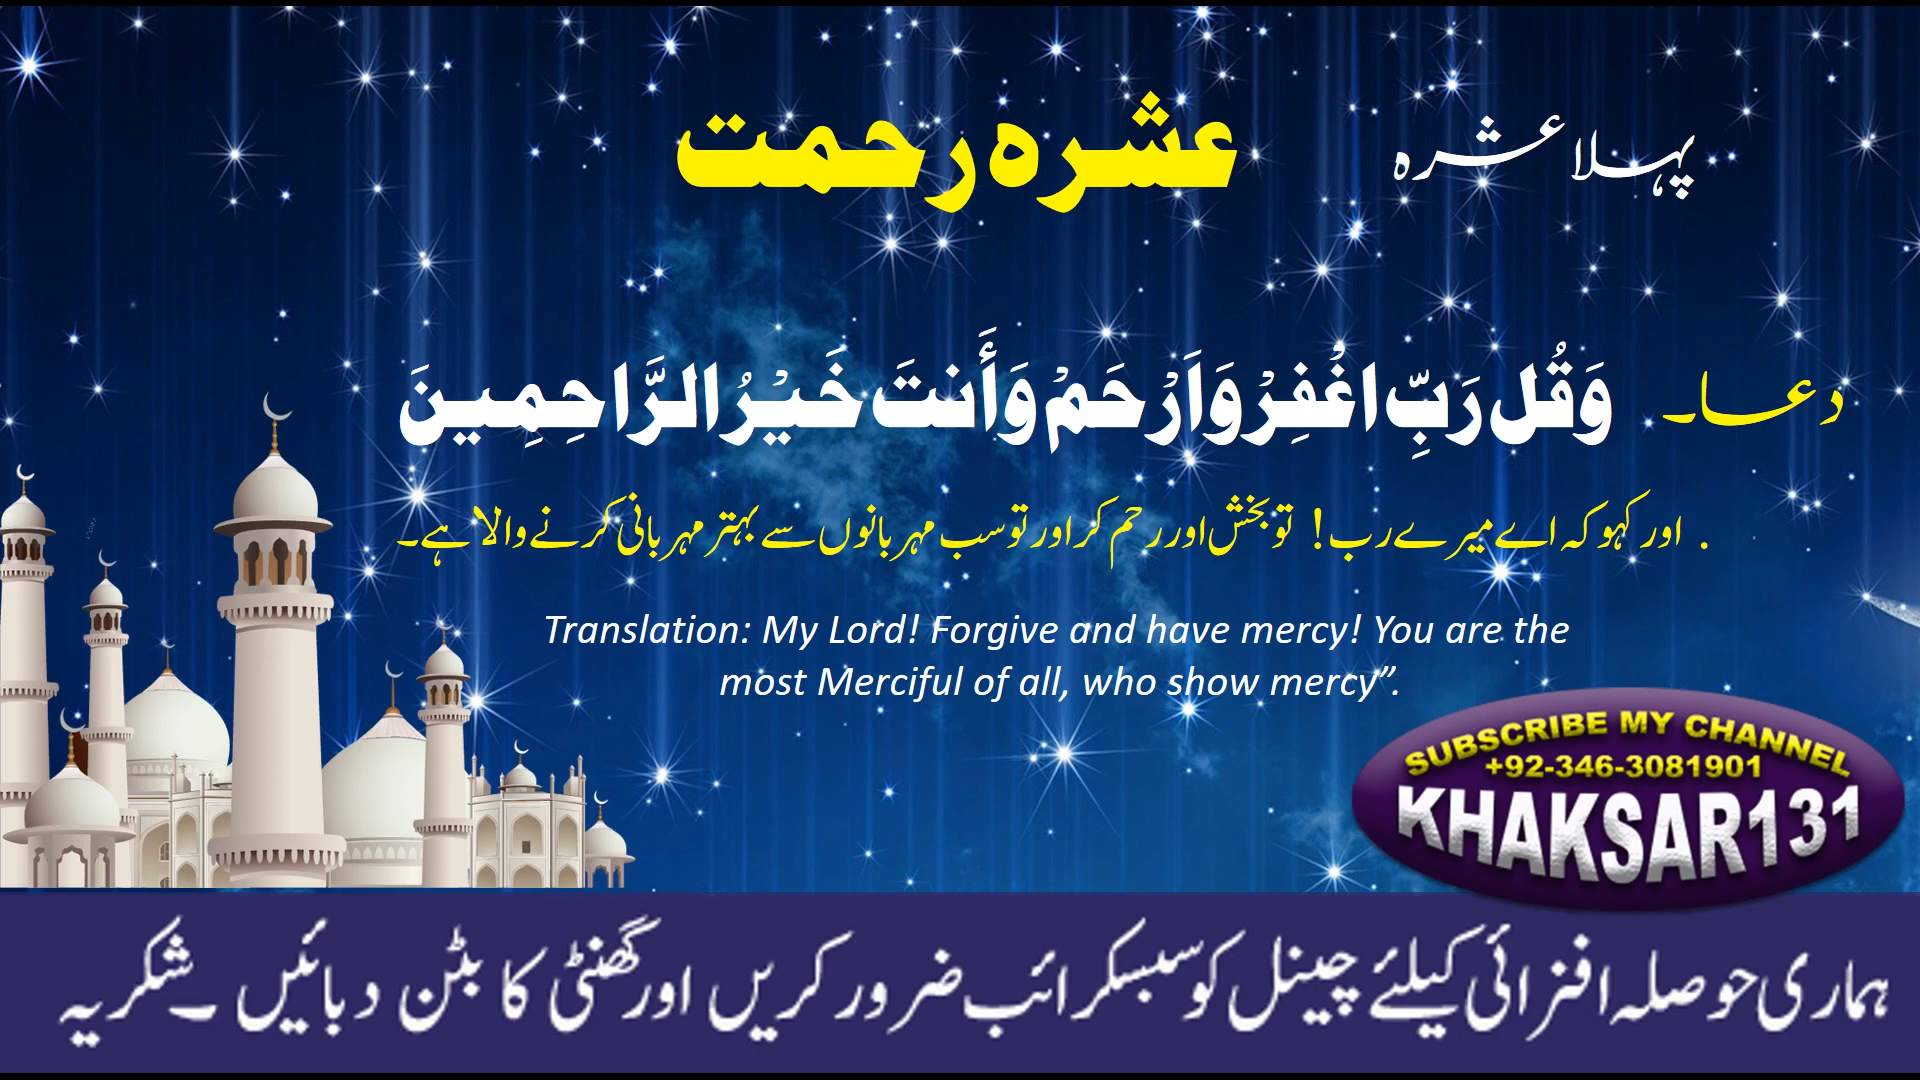 پہلا عشرہ
عشرہ رحمت
دعا۔
وَقُل رَبِّ اغْفِرْ وَارْحَمْ وَأَنتَ خَيْرُ الرَّاحِمِينَ
. اور کہو کہ اے میرے رب! تو بخش اور رحم کر اور تو سب مہربانوں سے بہتر مہربانی کرنے والا ہے۔
Translation: My Lord! Forgive and have mercy! You are the
most Merciful of all, who show mercy”.
SUBSCRIBE MY CHANNEL
+92-346-3081901
KHAKSAR131
ہماری حوصلہ افزائی کیلئے چینل کو سبسکرائب ضرور کریں اور گھنٹی کا بٹن دبائیں ۔ شکریہ